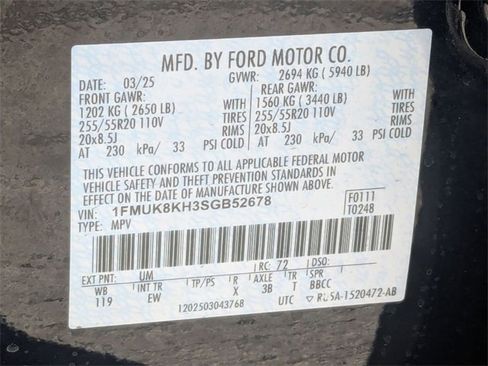 MFD. BY FORD MOTOR CO.
DATE: 03/25 GVWR: 2694 KG ( 5940 LB)
FRONT GAWR: REAR GAWR:
1202 KG ( 2650 LB) WITH 1560 KG ( 3440 LB) WITH
255/55R20 110V TIRES 255/55R20 110V TIRES
20x8.5J RIMS 20x8.5J RIMS
AT 230 kPa/ 33 PSI COLD AT 230 kPa/ 33 PSI COLD
THIS VEHICLE CONFORMS TO ALL APPLICABLE FEDERAL MOTOR
VEHICLE SAFETY AND THEFT PREVENTION STANDARDS IN
EFFECT ON THE DATE OF MANUFACTURE SHOWN ABOVE.
VIN: 1FMUK8KH3SGB52678 F0111
TYPE: MPV T0248
EXT PNT: UM RC: 72 DSO:
WB INT TR TP/PS R AXLE TR SPR
119 EW X 3B T BBCC
1202503043768 UTC ▽ RU5A-1520472-AB